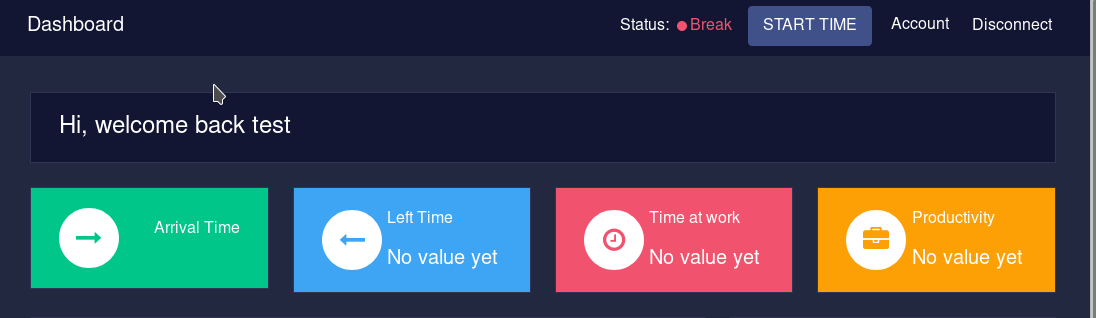 Dashboard
Status: Break
START TIME
Account
Disconnect
Hi, welcome back test
Arrival Time
Left Time
No value yet
Time at work
No value yet
Productivity
No value yet